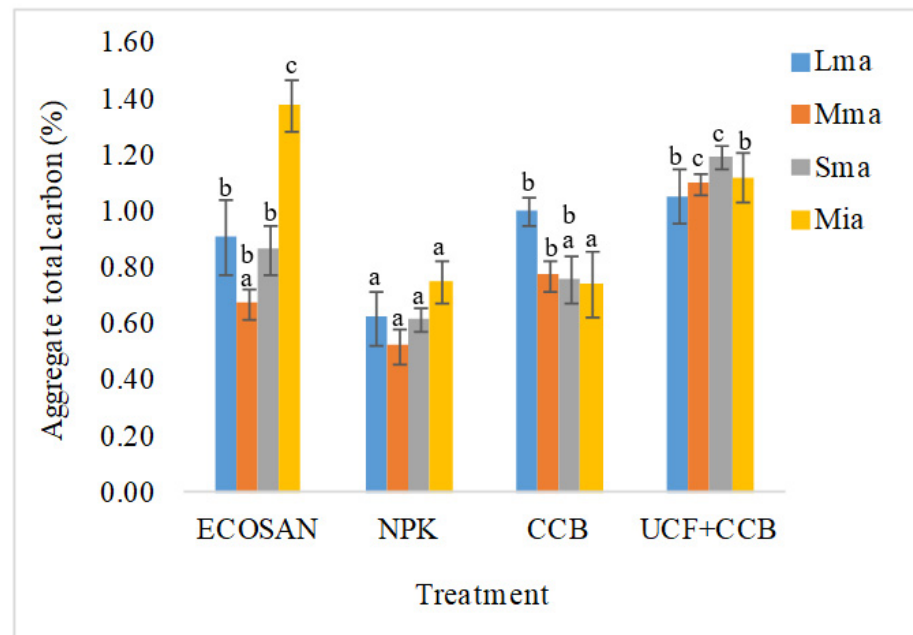 1.60
1.40
1.20
1.00
0.80
0.60
0.40
0.20
0.00
Aggregate total carbon (%)
b
b
a
b
c
a
a
a
a
b
b
b
a
a
b
c
c
b
Lma
Mma
Sma
Mia
ECOSAN NPK CCB UCF+CCB
Treatment